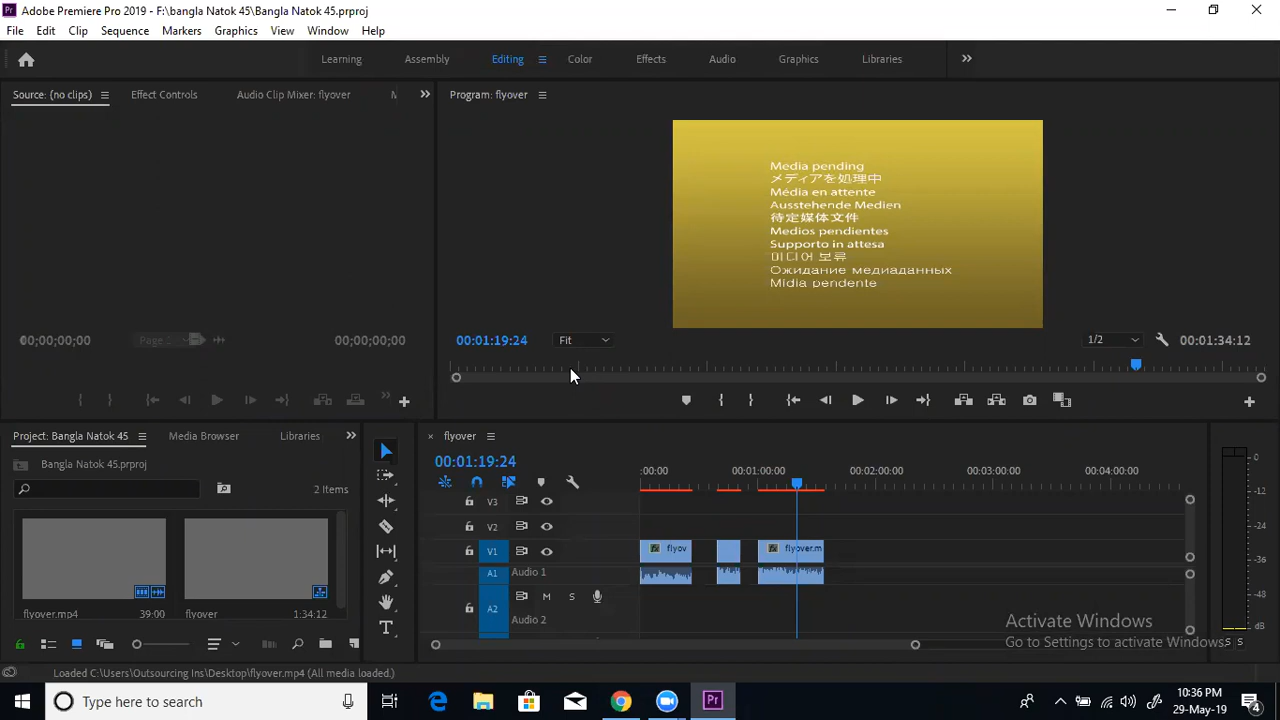 Adobe Premiere Pro 2019 - F:\bangla Natok 45\Bangla Natok 45.prproj
File Edit Clip Sequence Markers Graphics View Window Help
Learning Assembly Editing Color Effects Audio Graphics Libraries
Source: (no clips) Effect Controls Audio Clip Mixer: flyover
Program: flyover
Media pending
メディアを処理中
Média en attente
Ausstehende Medien
待定媒体文件
Medios pendientes
Supporto in attesa
미디어 보류
Ожидание медиаданных
Mídia pendente
00;00;00;00 Page 00;00;00;00
00:01:19:24 Fit 1/2 00:01:34:12
Project: Bangla Natok 45 Media Browser Libraries
Bangla Natok 45.prproj
2 Items
flyover.mp4 39:00 flyover 1:34:12
flyover
00:01:19:24
:00:00 00:01:00:00 00:02:00:00 00:03:00:00 00:04:00:00
V3
V2
V1 flyov flyover.m
A1 Audio 1
M S
A2
Audio 2
0
-12
-24
-36
-48
dB
S S
Activate Windows
Go to Settings to activate Windows.
Loaded C:\Users\Outsourcing Ins\Desktop\flyover.mp4 (All media loaded.)
Type here to search
Pr
10:36 PM
29-May-19
4